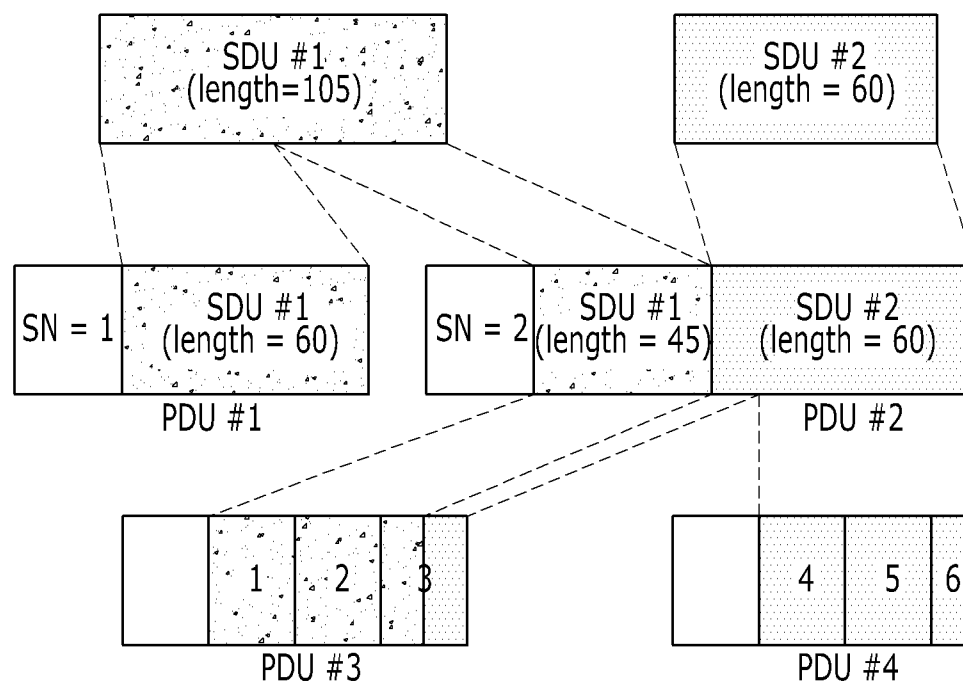 SDU #1
(length=105)
SDU #2
(length = 60)
SN = 1
SDU #1
(length = 60)
SN = 2
SDU #1
(length = 45)
SDU #2
(length = 60)
PDU #1
PDU #2
1
2
3
4
5
6
PDU #3
PDU #4